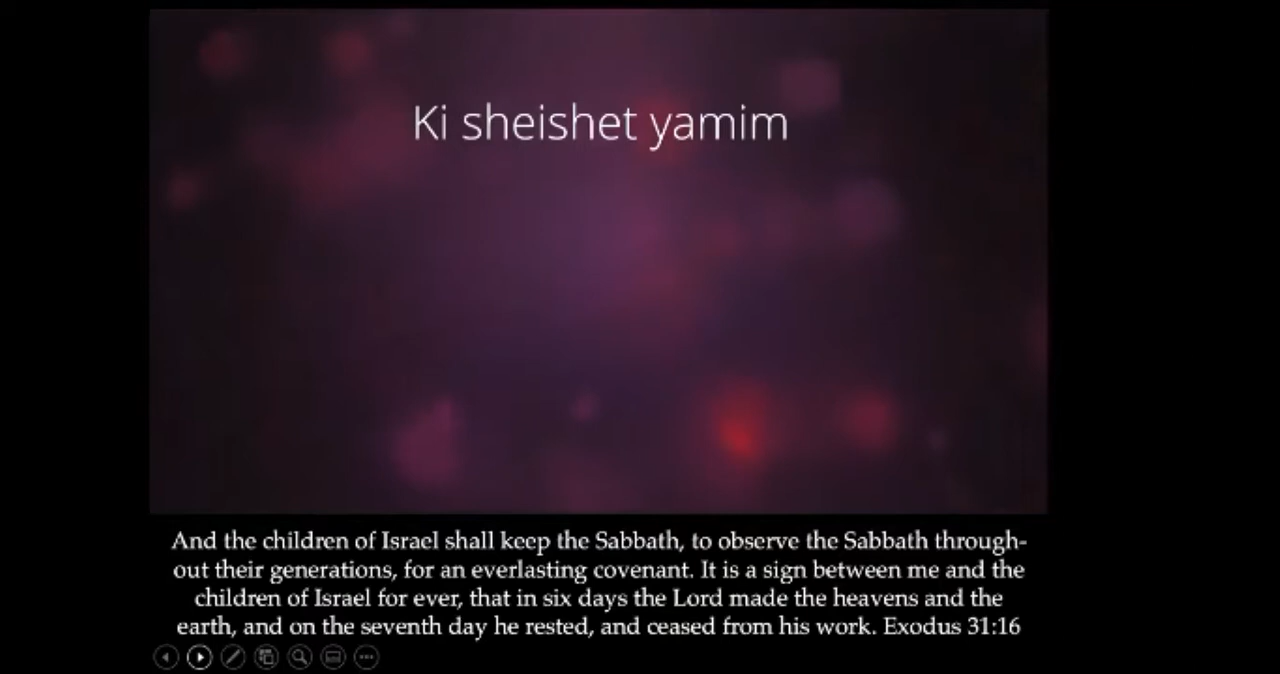 Ki sheishet yamim
And the children of Israel shall keep the Sabbath, to observe the Sabbath through-
out their generations, for an everlasting covenant. It is a sign between me and the
children of Israel for ever, that in six days the Lord made the heavens and the
earth, and on the seventh day he rested, and ceased from his work. Exodus 31:16